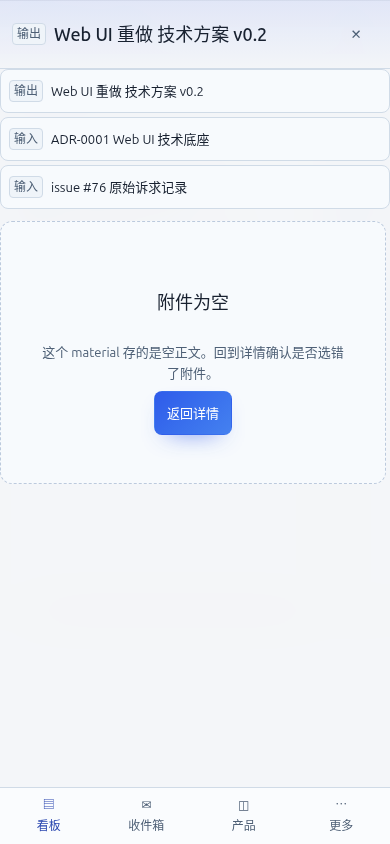 输出 Web UI 重做 技术方案 v0.2 ×
输出 Web UI 重做 技术方案 v0.2
输入 ADR-0001 Web UI 技术底座
输入 issue #76 原始诉求记录
附件为空
这个 material 存的是空正文。回到详情确认是否选错
了附件。
返回详情
看板 收件箱 产品 更多